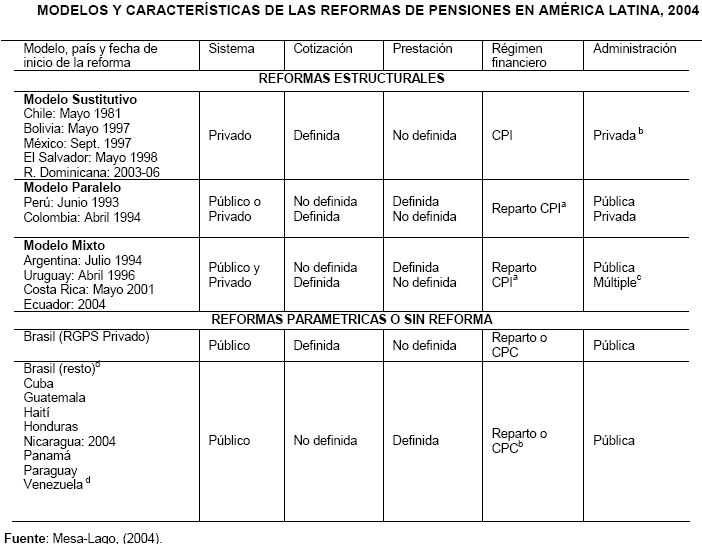 MODELOS Y CARACTERÍSTICAS DE LAS REFORMAS DE PENSIONES EN AMÉRICA LATINA, 2004
Modelo, país y fecha de inicio de la reforma | Sistema | Cotización | Prestación | Régimen financiero | Administración
REFORMAS ESTRUCTURALES
Modelo Sustitutivo
Chile: Mayo 1981
Bolivia: Mayo 1997
México: Sept. 1997
El Salvador: Mayo 1998
R. Dominicana: 2003-06
Privado | Definida | No definida | CPI | Privada b
Modelo Paralelo
Perú: Junio 1993
Colombia: Abril 1994
Público o | No definida | Definida | Reparto CPIa | Pública
Privado | Definida | No definida | Privada
Modelo Mixto
Argentina: Julio 1994
Uruguay: Abril 1996
Costa Rica: Mayo 2001
Ecuador: 2004
Público y | No definida | Definida | Reparto | Pública
Privado | Definida | No definida | CPIa | Múltiplec
REFORMAS PARAMETRICAS O SIN REFORMA
Brasil (RGPS Privado) | Público | Definida | No definida | Reparto o CPC | Pública
Brasil (resto)d
Cuba
Guatemala
Haití
Honduras
Nicaragua: 2004
Panamá
Paraguay
Venezuela d
Público | No definida | Definida | Reparto o CPCb | Pública
Fuente: Mesa-Lago, (2004).